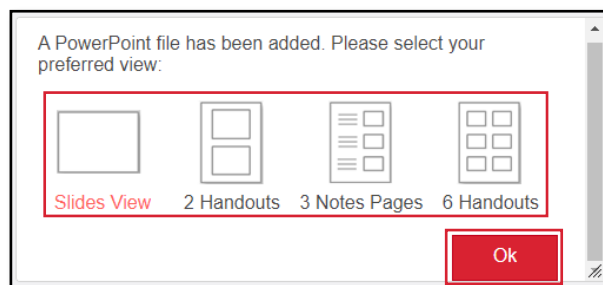 A PowerPoint file has been added. Please select your
preferred view:
Slides View 2 Handouts 3 Notes Pages 6 Handouts
Ok